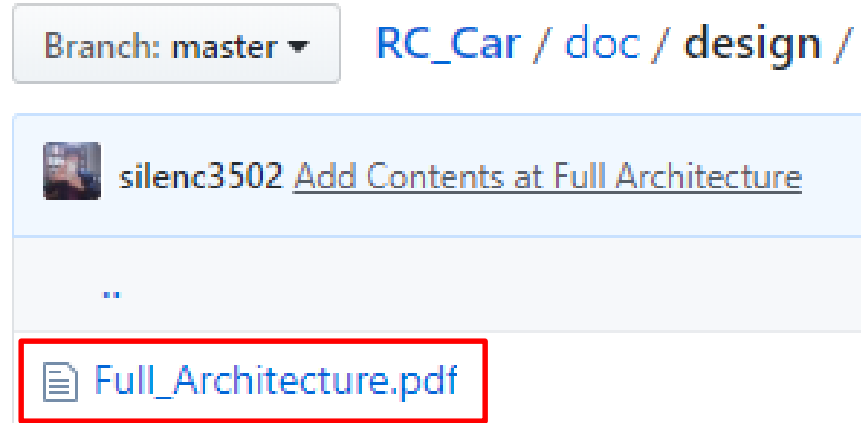 Branch: master
RC_Car / doc / design /
silenc3502 Add Contents at Full Architecture
..
Full_Architecture.pdf